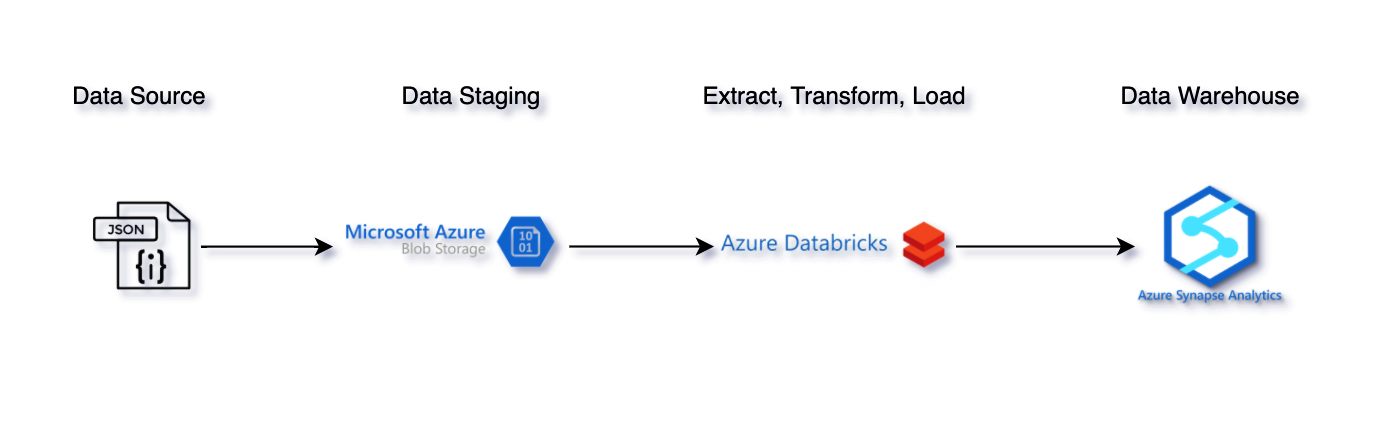 Data Source
Data Staging
Extract, Transform, Load
Data Warehouse
JSON
{i}
Microsoft Azure
Blob Storage
10
01
Azure Databricks
Azure Synapse Analytics